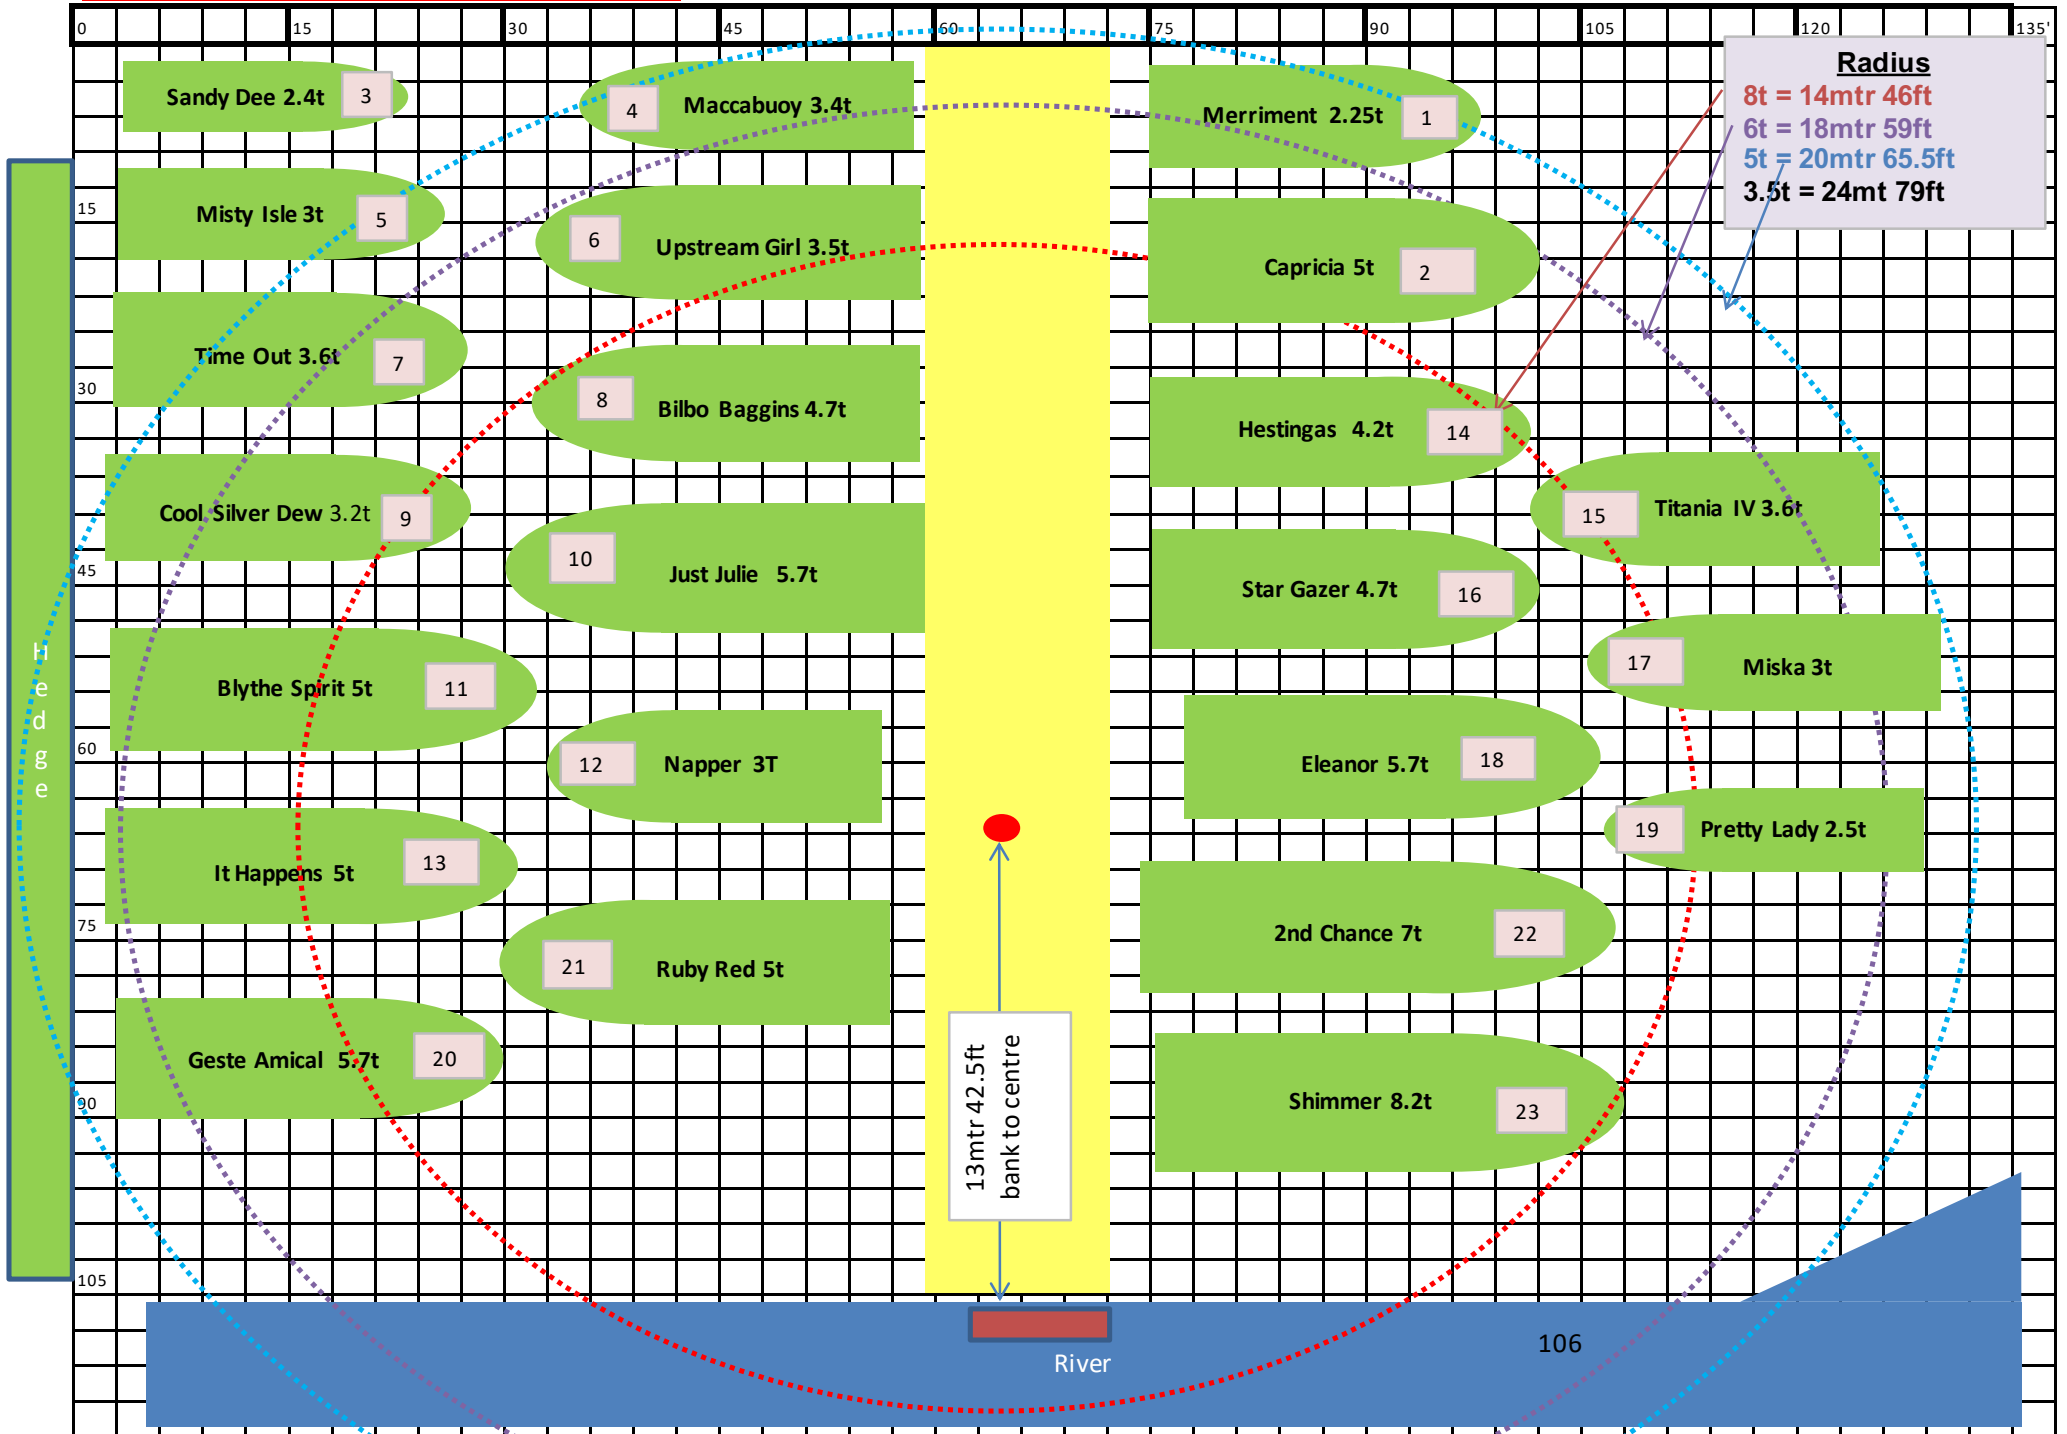 0 15 30 45 60 75 90 105 120 135'
Radius
8t = 14mtr 46ft
6t = 18mtr 59ft
5t = 20mtr 65.5ft
3.5t = 24mt 79ft
Sandy Dee 2.4t 3
4 Maccabuoy 3.4t
Merriment 2.25t 1
15
Misty Isle 3t 5
6 Upstream Girl 3.5t
Capricia 5t 2
Time Out 3.6t 7
30
8 Bilbo Baggins 4.7t
Hestingas 4.2t 14
Cool Silver Dew 3.2t 9
15 Titania IV 3.6t
45
10 Just Julie 5.7t
Star Gazer 4.7t 16
Hedge
Blythe Spirit 5t 11
17 Miska 3t
60
12 Napper 3T
Eleanor 5.7t 18
19 Pretty Lady 2.5t
It Happens 5t 13
75
2nd Chance 7t 22
21 Ruby Red 5t
Geste Amical 5.7t 20
90
Shimmer 8.2t 23
13mtr 42.5ft
bank to centre
105
106
River